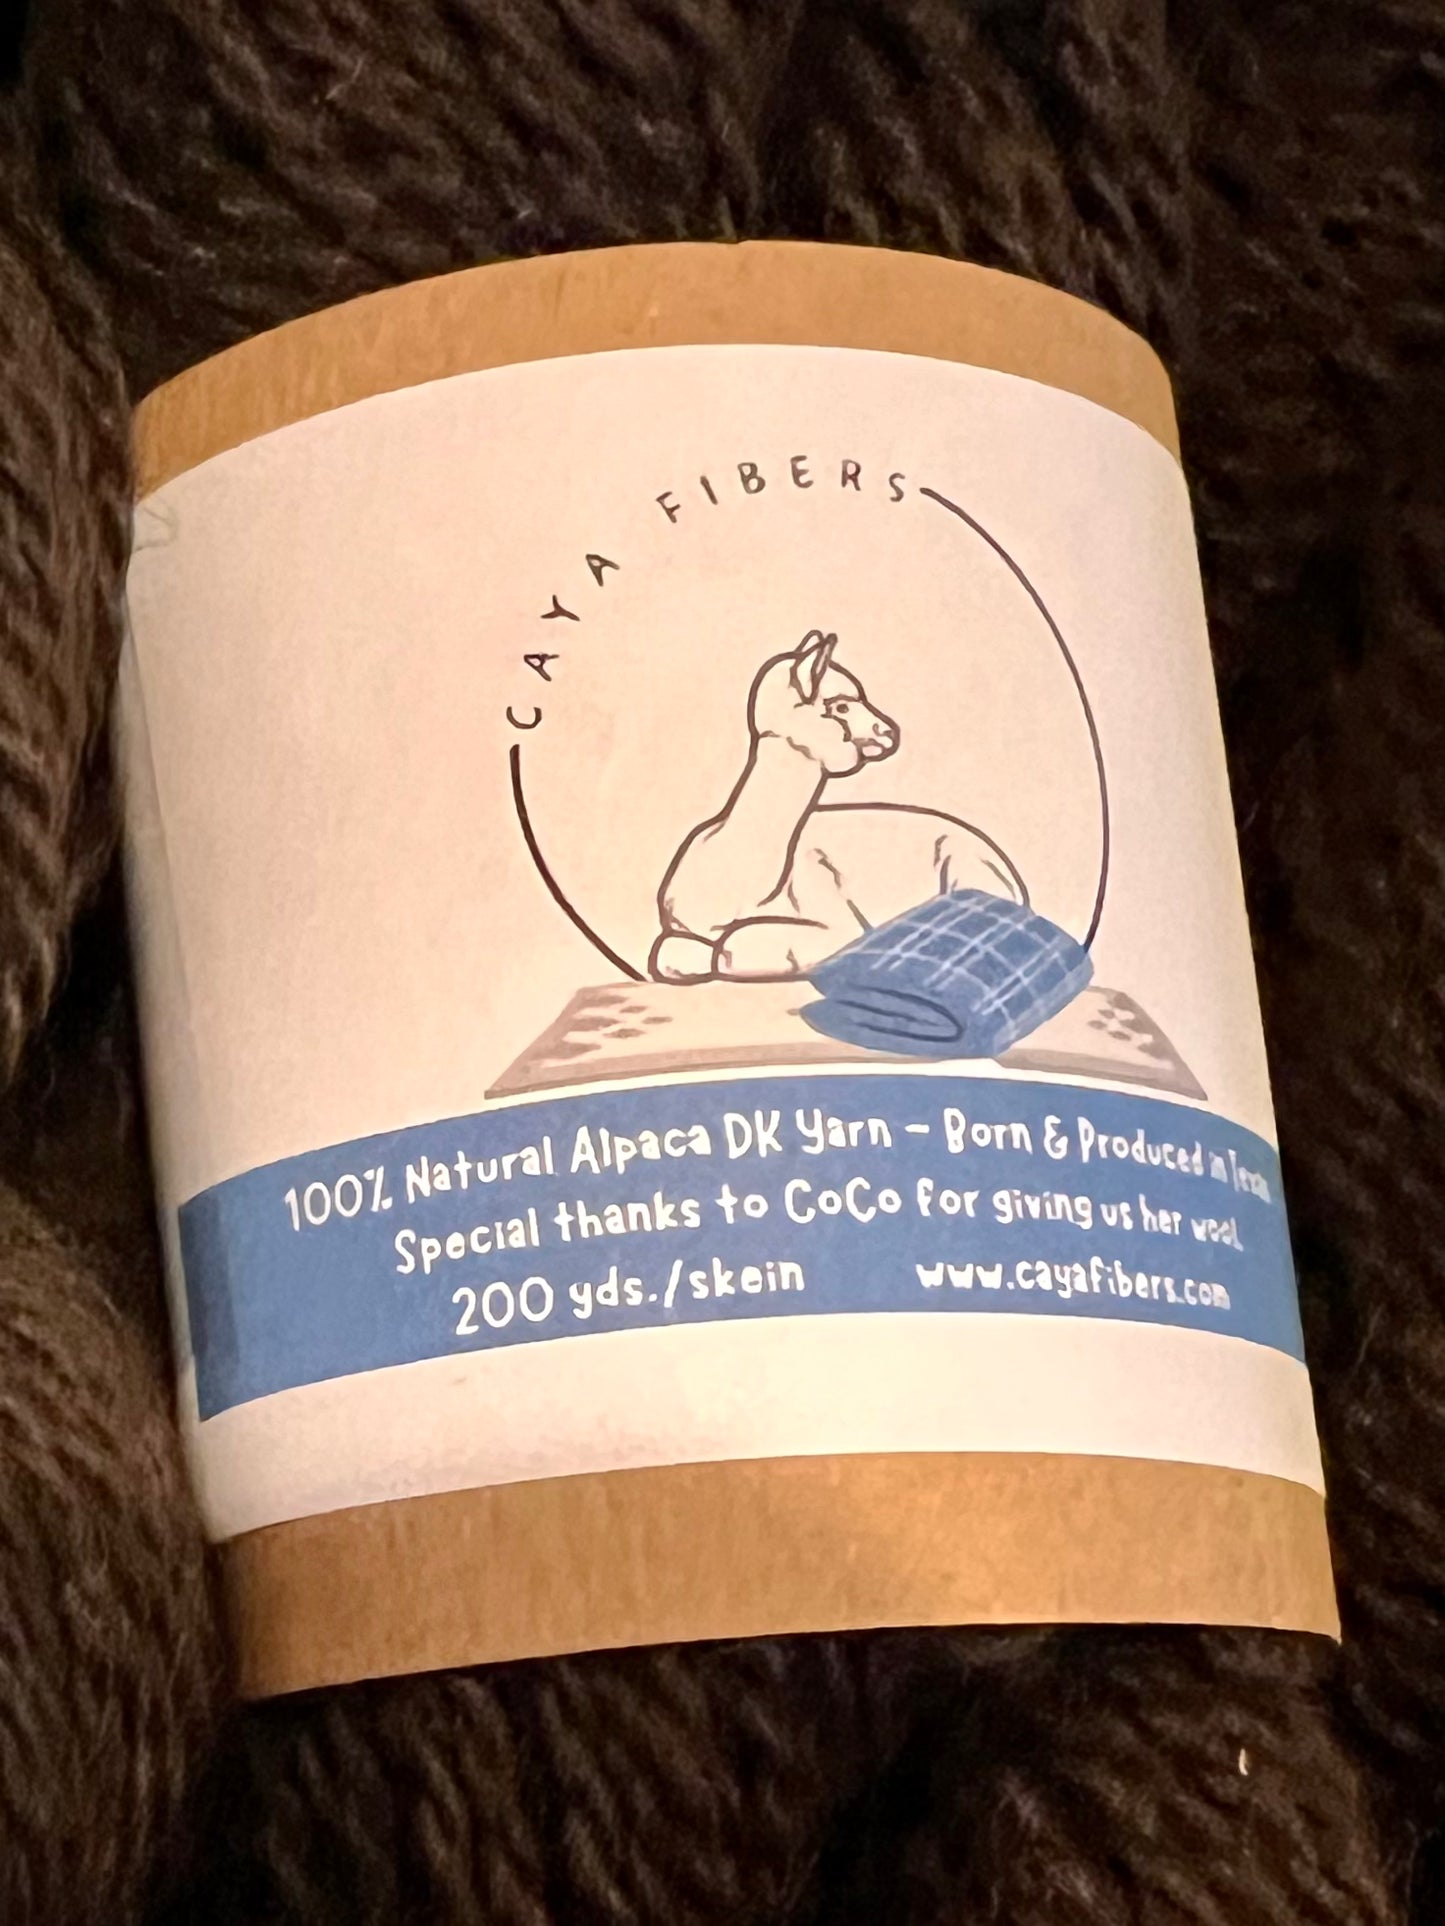 CAYA FIBERS
100% Natural Alpaca DK Yarn - Born & Produced in Texas
Special thanks to CoCo for giving us her wool
200 yds./skein www.cayafibers.com